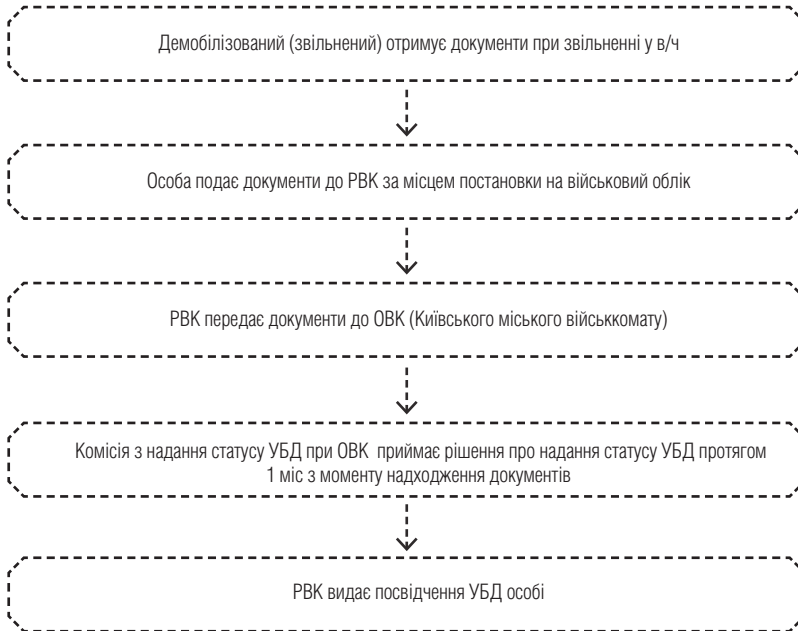 Демобілізований (звільнений) отримує документи при звільненні у в/ч
Особа подає документи до РВК за місцем постановки на військовий облік
РВК передає документи до ОВК (Київського міського військкомату)
Комісія з надання статусу УБД при ОВК приймає рішення про надання статусу УБД протягом
1 міс з моменту надходження документів
РВК видає посвідчення УБД особі